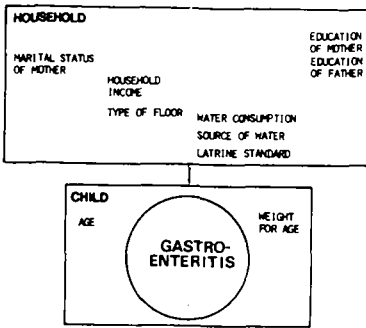 HOUSEHOLD
EDUCATION
OF MOTHER
EDUCATION
OF FATHER
MARITAL STATUS
OF MOTHER
HOUSEHOLD
INCOME
TYPE OF FLOOR
WATER CONSUMPTION
SOURCE OF WATER
LATRINE STANDARD
CHILD
AGE
WEIGHT
FOR AGE
GASTRO-
ENTERITIS